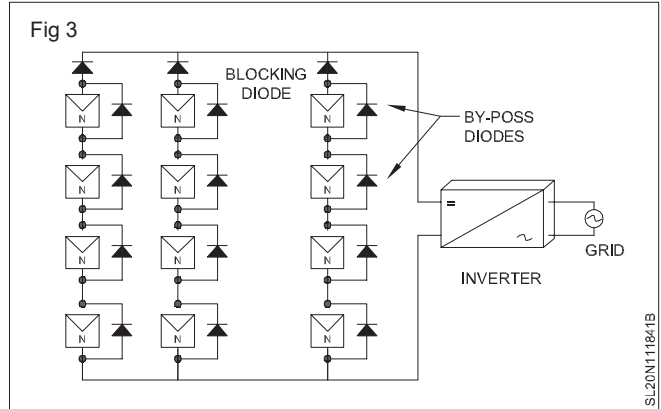 Fig 3
BLOCKING
DIODE
BY-POSS
DIODES
N N N
N N N
N N N
N N N
=
~
~
GRID
INVERTER
SL20N111841B